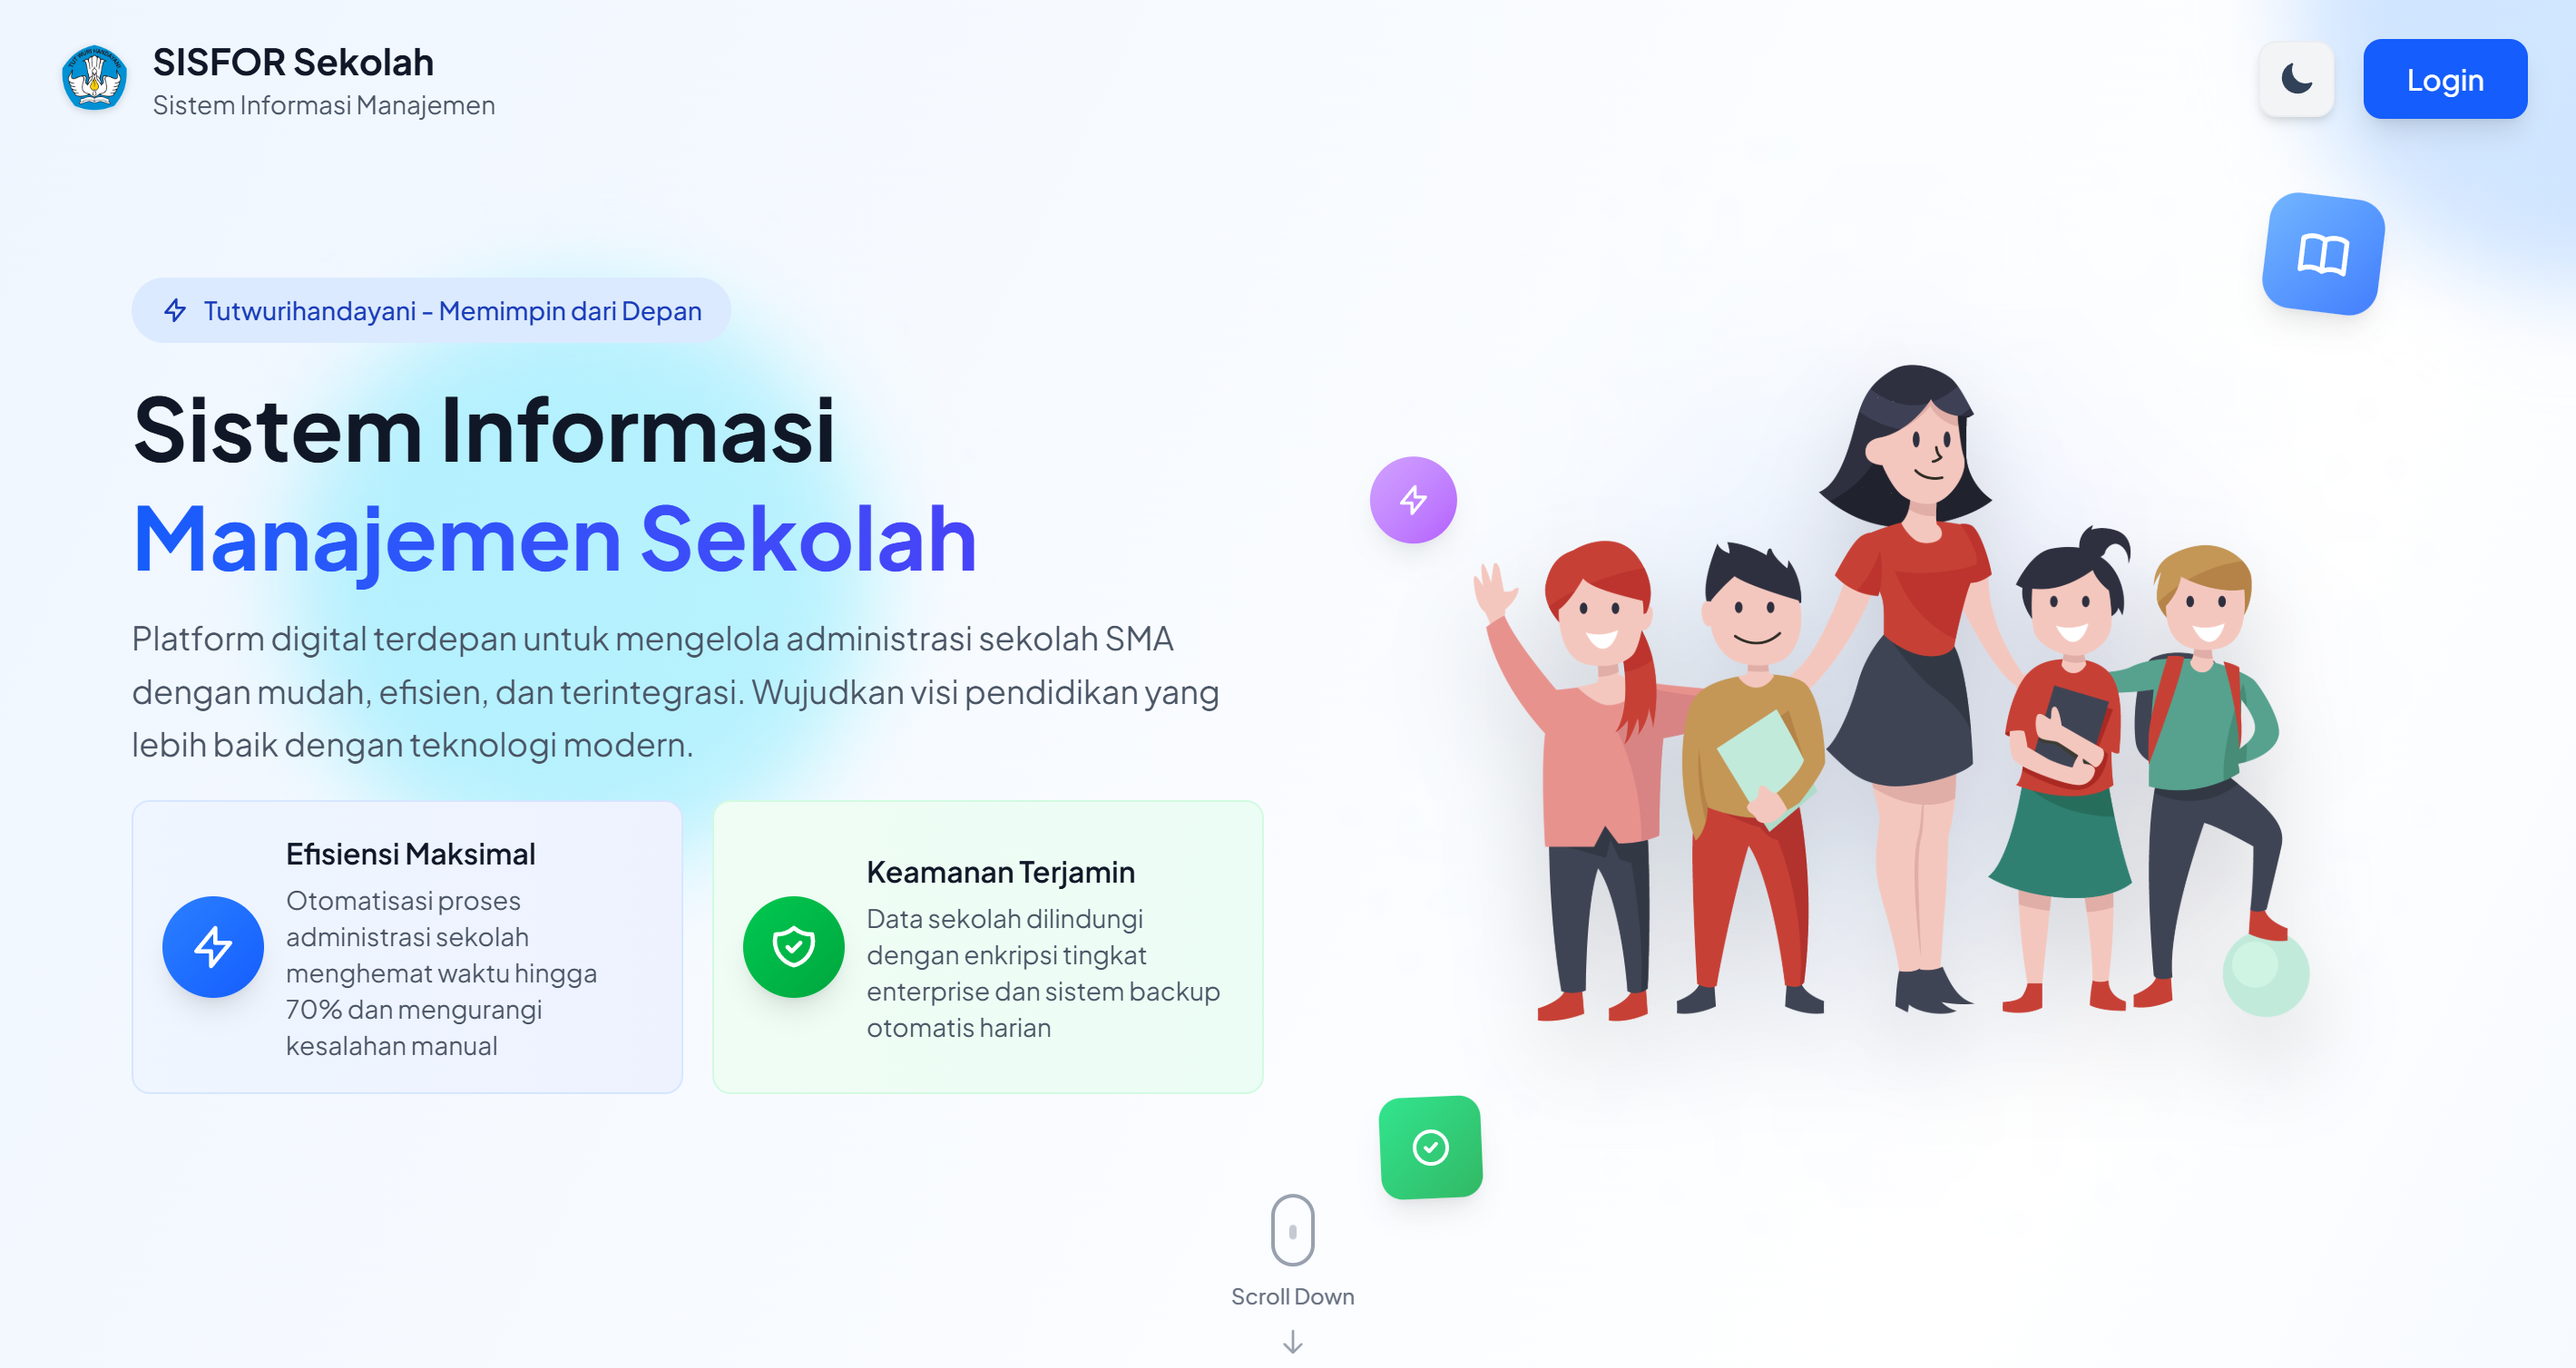 TUT WURI HANDAYANI
SISFOR Sekolah
Sistem Informasi Manajemen
Login
Tutwurihandayani - Memimpin dari Depan
Sistem Informasi
Manajemen Sekolah
Platform digital terdepan untuk mengelola administrasi sekolah SMA
dengan mudah, efisien, dan terintegrasi. Wujudkan visi pendidikan yang
lebih baik dengan teknologi modern.
Efisiensi Maksimal
Otomatisasi proses
administrasi sekolah
menghemat waktu hingga
70% dan mengurangi
kesalahan manual
Keamanan Terjamin
Data sekolah dilindungi
dengan enkripsi tingkat
enterprise dan sistem backup
otomatis harian
Scroll Down